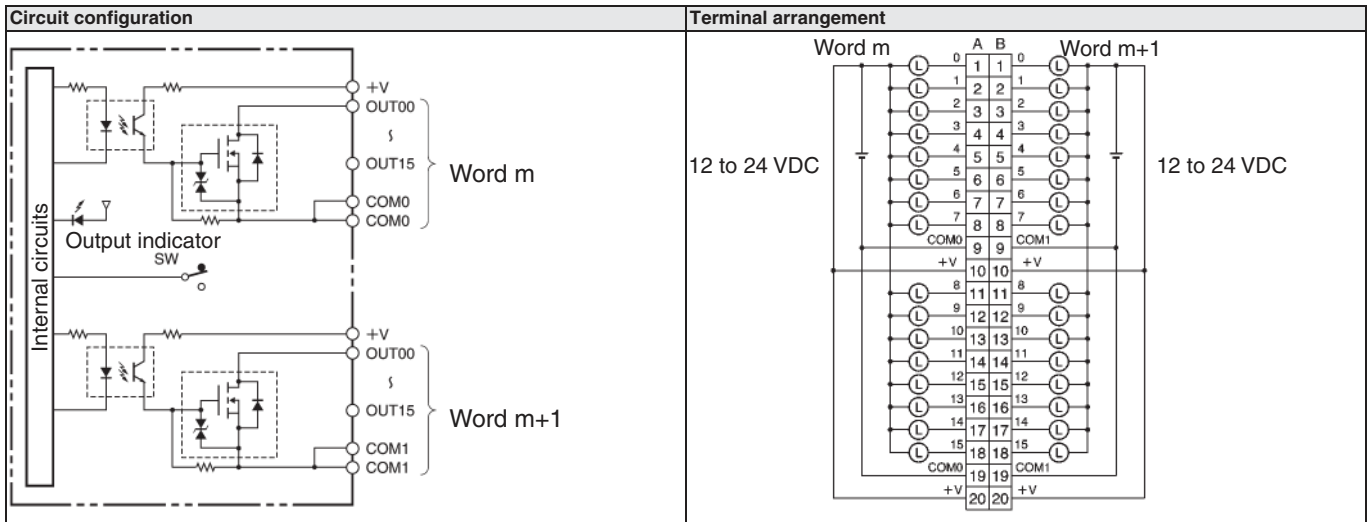 Circuit configuration
Terminal arrangement
Internal circuits
+V
OUT00
OUT15
COM0
COM0
Word m
Output indicator
SW
+V
OUT00
OUT15
COM1
COM1
Word m+1
Word m
A B
Word m+1
12 to 24 VDC
12 to 24 VDC
L 0 1 1 0 L
L 1 2 2 1 L
L 2 3 3 2 L
L 3 4 4 3 L
L 4 5 5 4 L
L 5 6 6 5 L
L 6 7 7 6 L
L 7 8 8 7 L
COM0 9 9 COM1
+V 10 10 +V
L 8 11 11 8 L
L 9 12 12 9 L
L 10 13 13 10 L
L 11 14 14 11 L
L 12 15 15 12 L
L 13 16 16 13 L
L 14 17 17 14 L
L 15 18 18 15 L
COM0 19 19 COM1
+V 20 20 +V